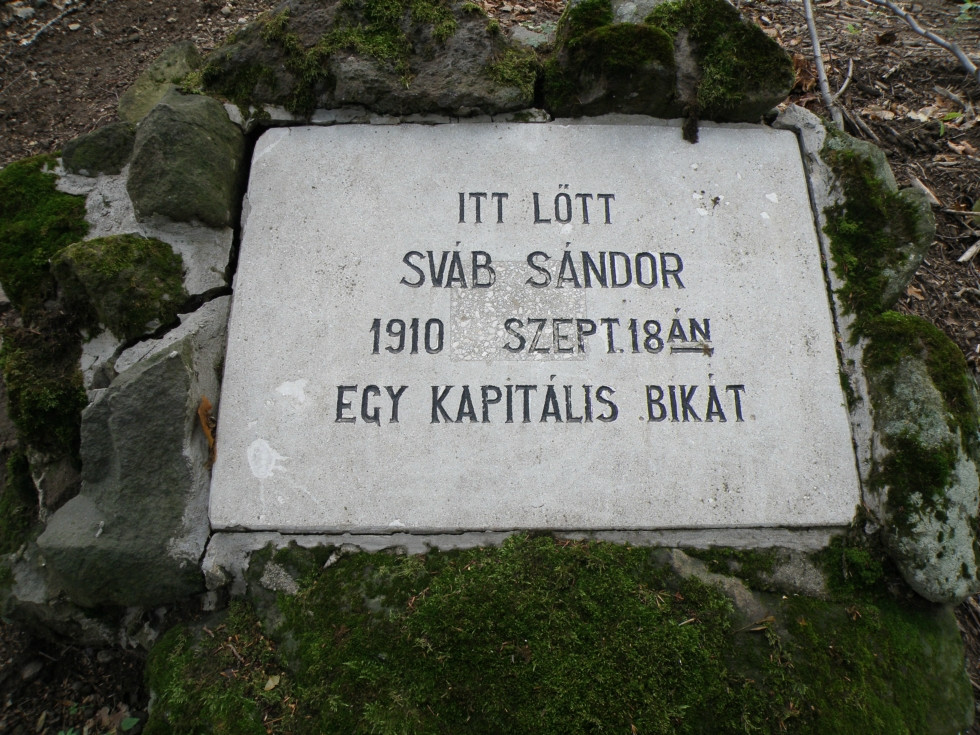 ITT LŐTT
SVÁB SÁNDOR
1910 SZEPT.18ÁN
EGY KAPITÁLIS BIKÁT.